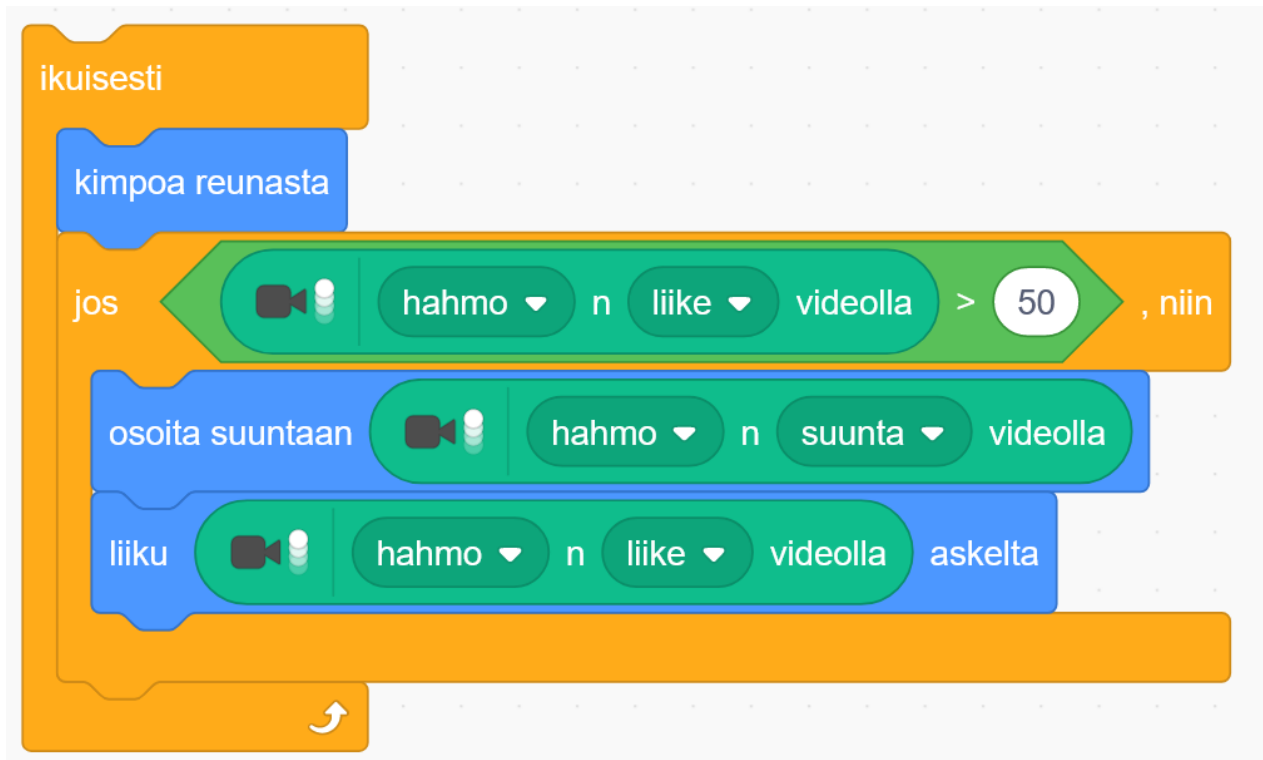 ikuisesti
kimpoa reunasta
jos hahmo n liike videolla > 50 , niin
osoita suuntaan hahmo n suunta videolla
liiku hahmo n liike videolla askelta